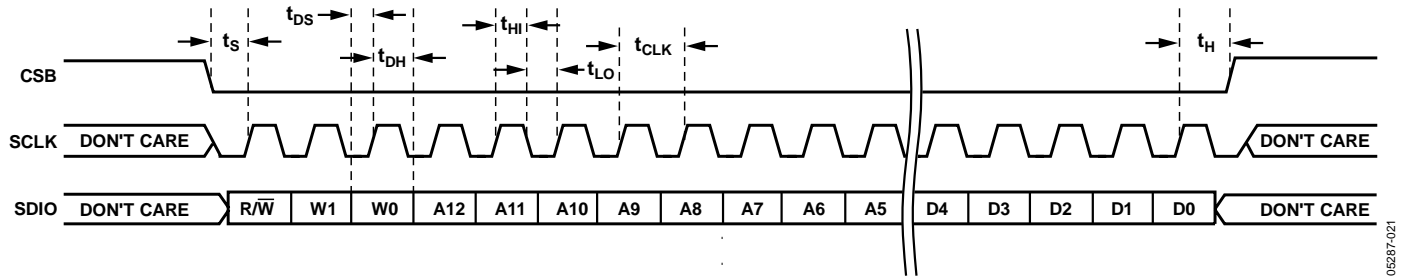 tDS
tHI
tS
tCLK
tH
tDH
tLO
CSB
SCLK DON'T CARE DON'T CARE
SDIO DON'T CARE R/W̅ W1 W0 A12 A11 A10 A9 A8 A7 A6 A5 D4 D3 D2 D1 D0 DON'T CARE
05287-021